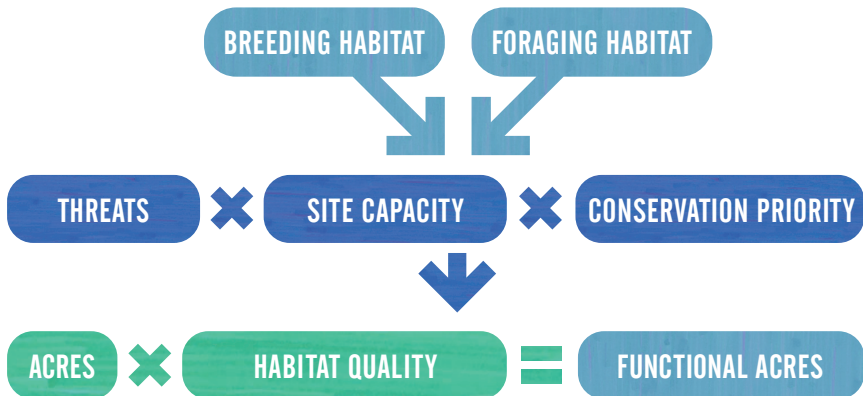 BREEDING HABITAT FORAGING HABITAT
THREATS × SITE CAPACITY × CONSERVATION PRIORITY
ACRES × HABITAT QUALITY = FUNCTIONAL ACRES